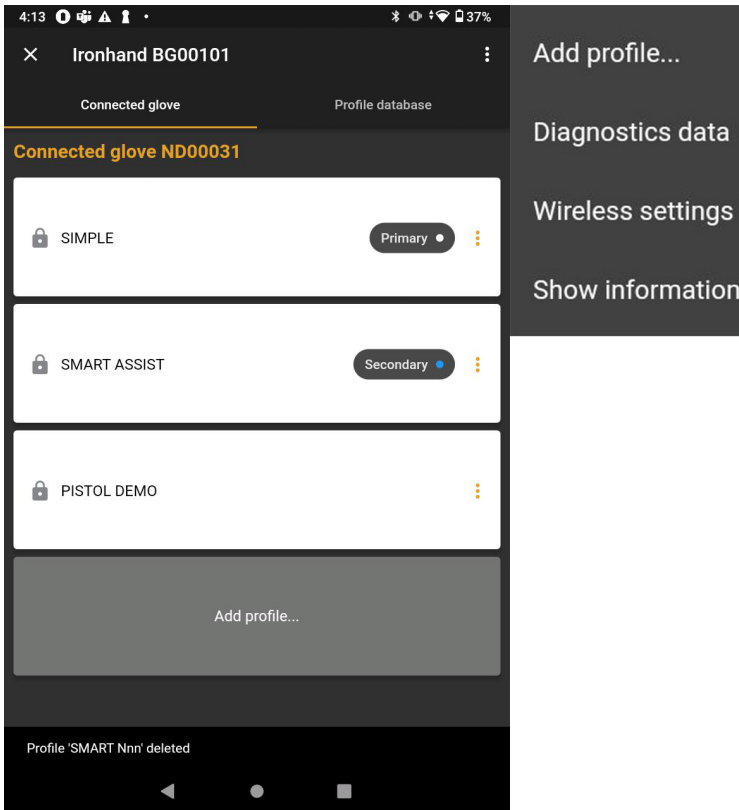 4:13
37%
Ironhand BG00101
Connected glove
Profile database
Connected glove ND00031
SIMPLE
Primary
SMART ASSIST
Secondary
PISTOL DEMO
Add profile...
Profile 'SMART Nnn' deleted
Add profile...
Diagnostics data
Wireless settings
Show information